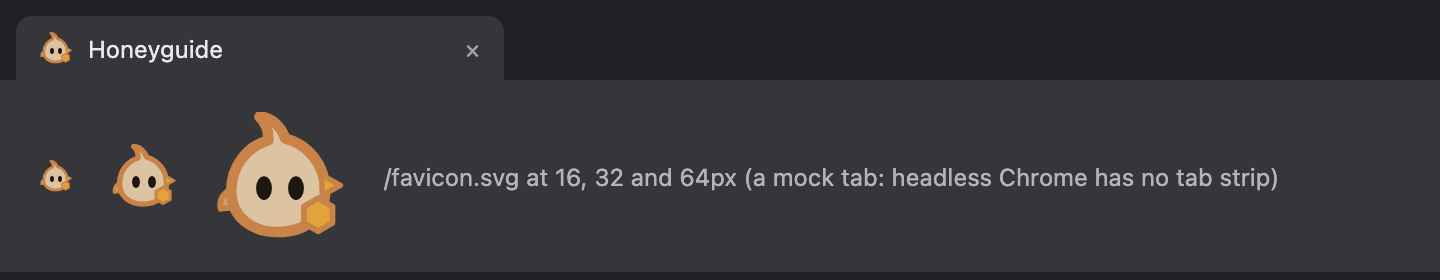 Honeyguide ×
/favicon.svg at 16, 32 and 64px (a mock tab: headless Chrome has no tab strip)